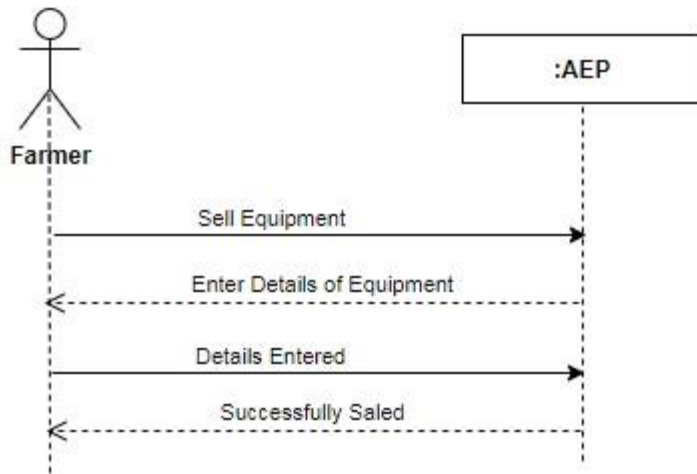 :AEP
Farmer
Sell Equipment
Enter Details of Equipment
Details Entered
Successfully Saled